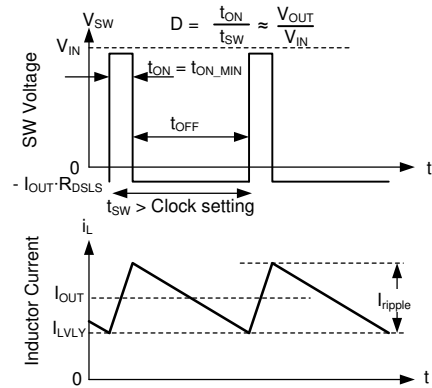 V_SW
D = t_ON / t_SW ≈ V_OUT / V_IN
V_IN
t_ON = t_ON_MIN
SW Voltage
t_OFF
0
t
- I_OUT·R_DSLS
t_SW > Clock setting
i_L
Inductor Current
I_OUT
I_ripple
I_LVLY
0
t